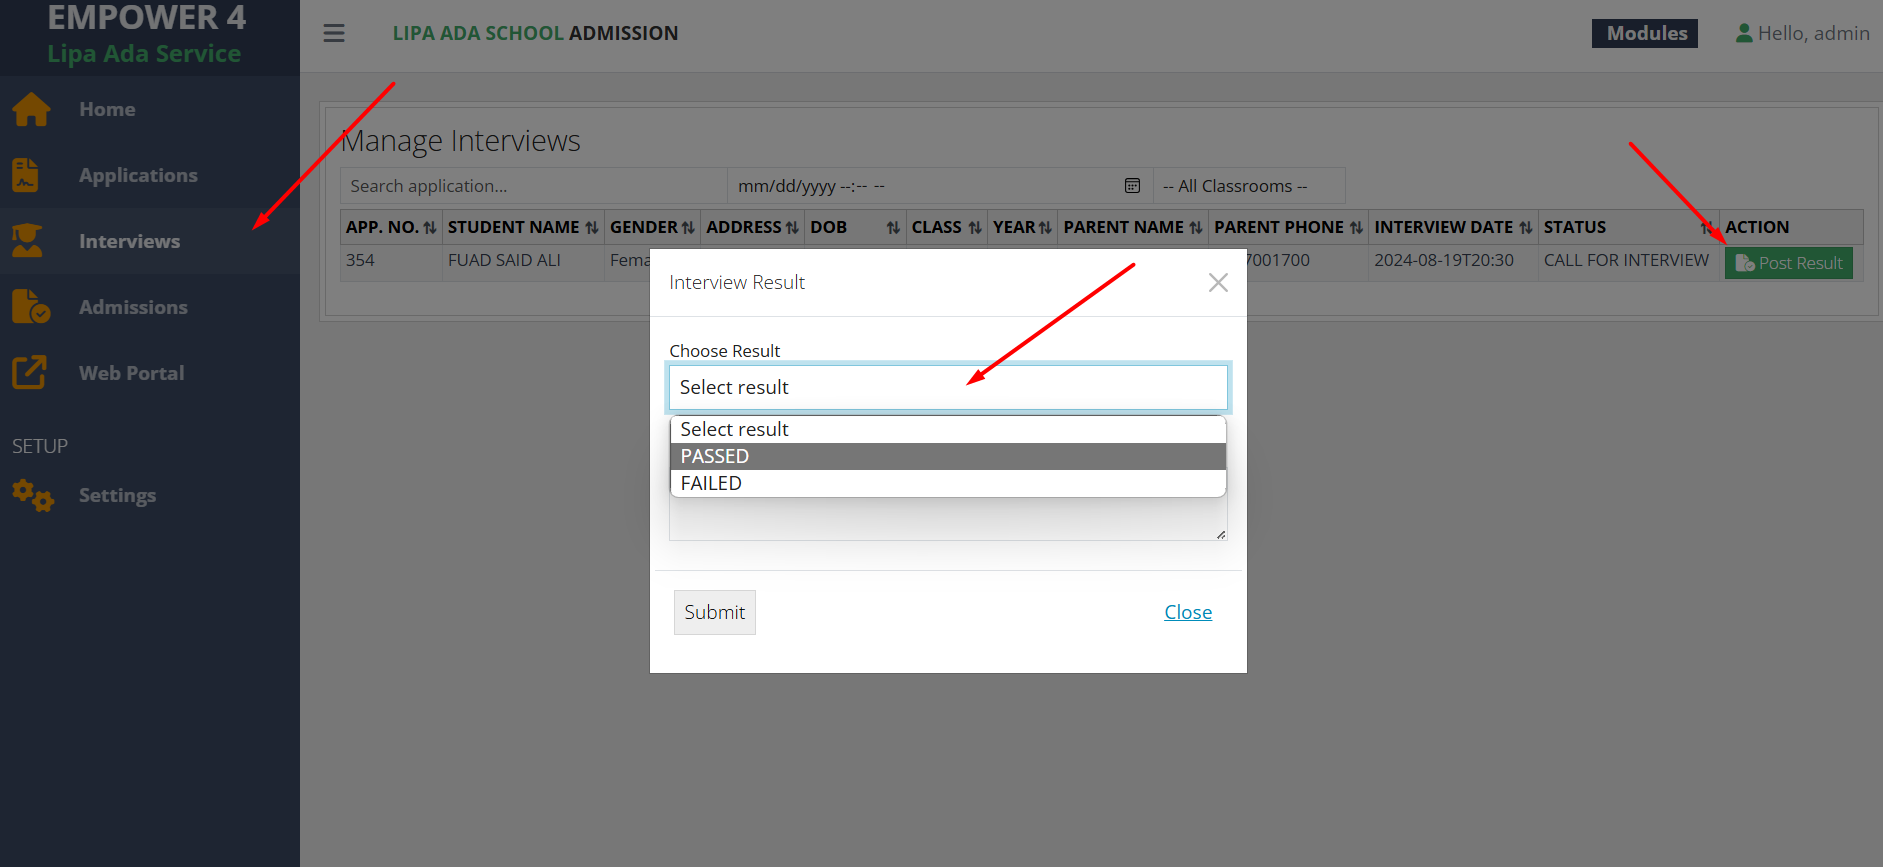 EMPOWER 4
Lipa Ada Service
Home
Applications
Interviews
Admissions
Web Portal
SETUP
Settings
LIPA ADA SCHOOL ADMISSION
Modules
Hello, admin
Manage Interviews
Search application...
mm/dd/yyyy --:-- --
-- All Classrooms --
APP. NO. STUDENT NAME GENDER ADDRESS DOB CLASS YEAR PARENT NAME PARENT PHONE INTERVIEW DATE STATUS ACTION
354 FUAD SAID ALI Fema 7001700 2024-08-19T20:30 CALL FOR INTERVIEW Post Result
Interview Result
Choose Result
Select result
Select result
PASSED
FAILED
Submit
Close